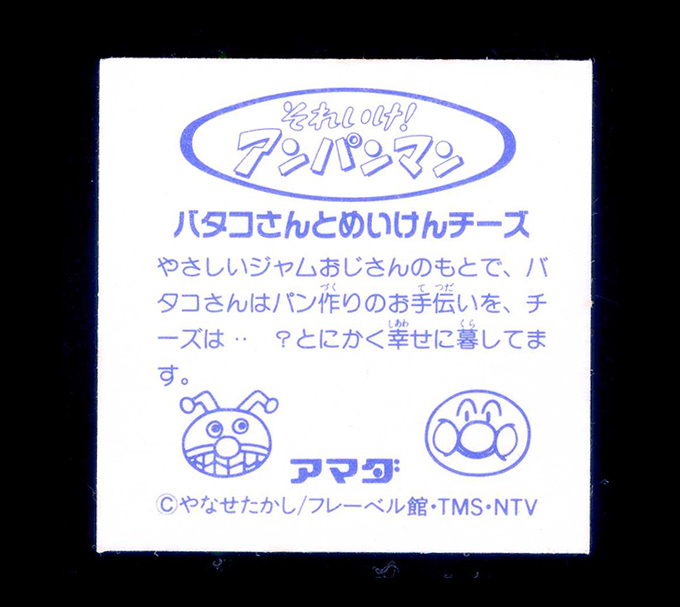 それいけ!
アンパンマン
バタコさんとめいけんチーズ
やさしいジャムおじさんのもとで、バ
タコさんはパン作りのお手伝いを、チ
ーズは‥ ?とにかく幸せに暮してま
す。
アマダ
©やなせたかし/フレーベル館・TMS・NTV